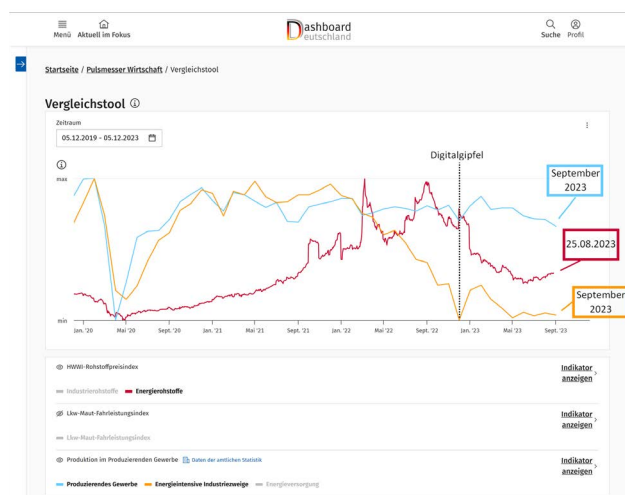 Menü Aktuell im Fokus
Dashboard
Deutschland
Suche Profil
Startseite / Pulsmesser Wirtschaft / Vergleichstool
Vergleichstool
Zeitraum
05.12.2019 – 05.12.2023
max
Digitalgipfel
September
2023
25.08.2023
September
2023
min
Jan. '20 Mai '20 Sept. '20 Jan. '21 Mai '21 Sept. '21 Jan. '22 Mai '22 Sept. '22 Jan. '23 Mai '23 Sept. '23
HWWI-Rohstoffpreisindex
Indikator
anzeigen
Industrierohstoffe Energierohstoffe
Lkw-Maut-Fahrleistungsindex
Indikator
anzeigen
Lkw-Maut-Fahrleistungsindex
Produktion im Produzierenden Gewerbe Daten der amtlichen Statistik
Indikator
anzeigen
Produzierendes Gewerbe Energieintensive Industriezweige Energieversorgung